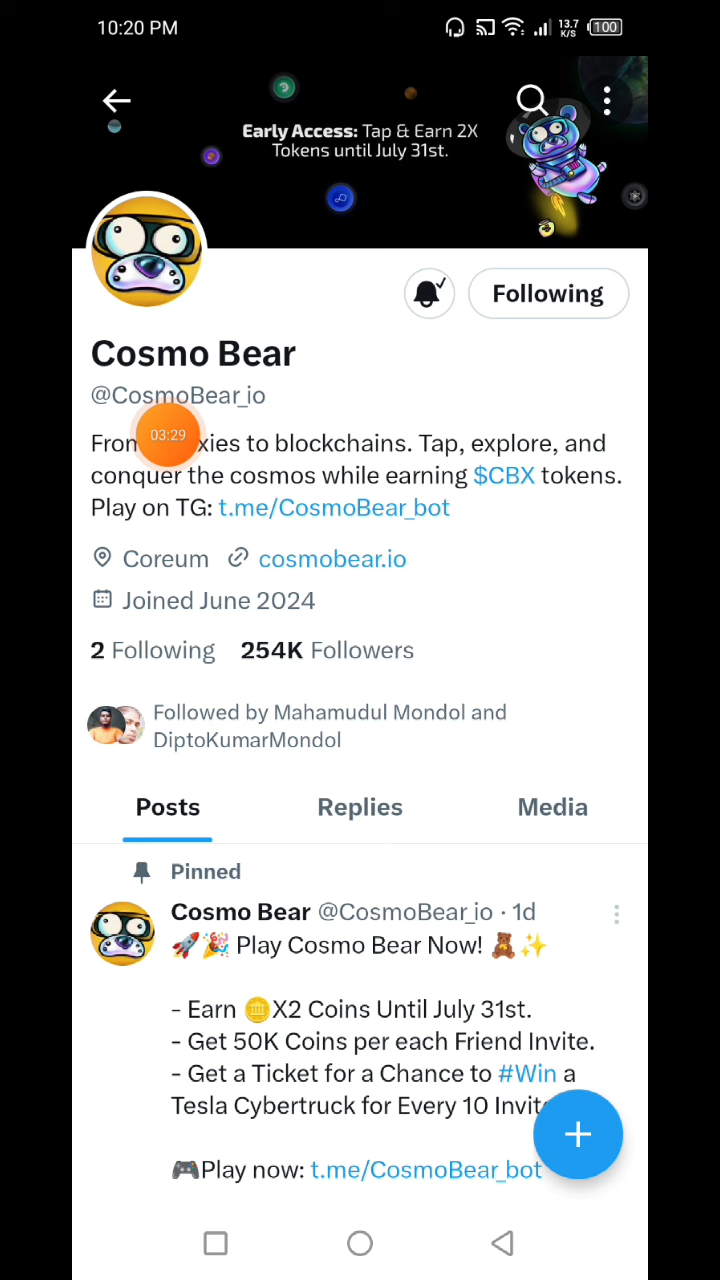 10:20 PM
13.7 K/S
100
Early Access: Tap & Earn 2X
Tokens until July 31st.
Following
Cosmo Bear
@CosmoBear_io
03:29
From xies to blockchains. Tap, explore, and
conquer the cosmos while earning $CBX tokens.
Play on TG: t.me/CosmoBear_bot
Coreum cosmobear.io
Joined June 2024
2 Following 254K Followers
Followed by Mahamudul Mondol and
DiptoKumarMondol
Posts Replies Media
Pinned
Cosmo Bear @CosmoBear_io · 1d
🚀🎉 Play Cosmo Bear Now! 🧸✨
- Earn 🪙X2 Coins Until July 31st.
- Get 50K Coins per each Friend Invite.
- Get a Ticket for a Chance to #Win a
Tesla Cybertruck for Every 10 Invit
🎮Play now: t.me/CosmoBear_bot